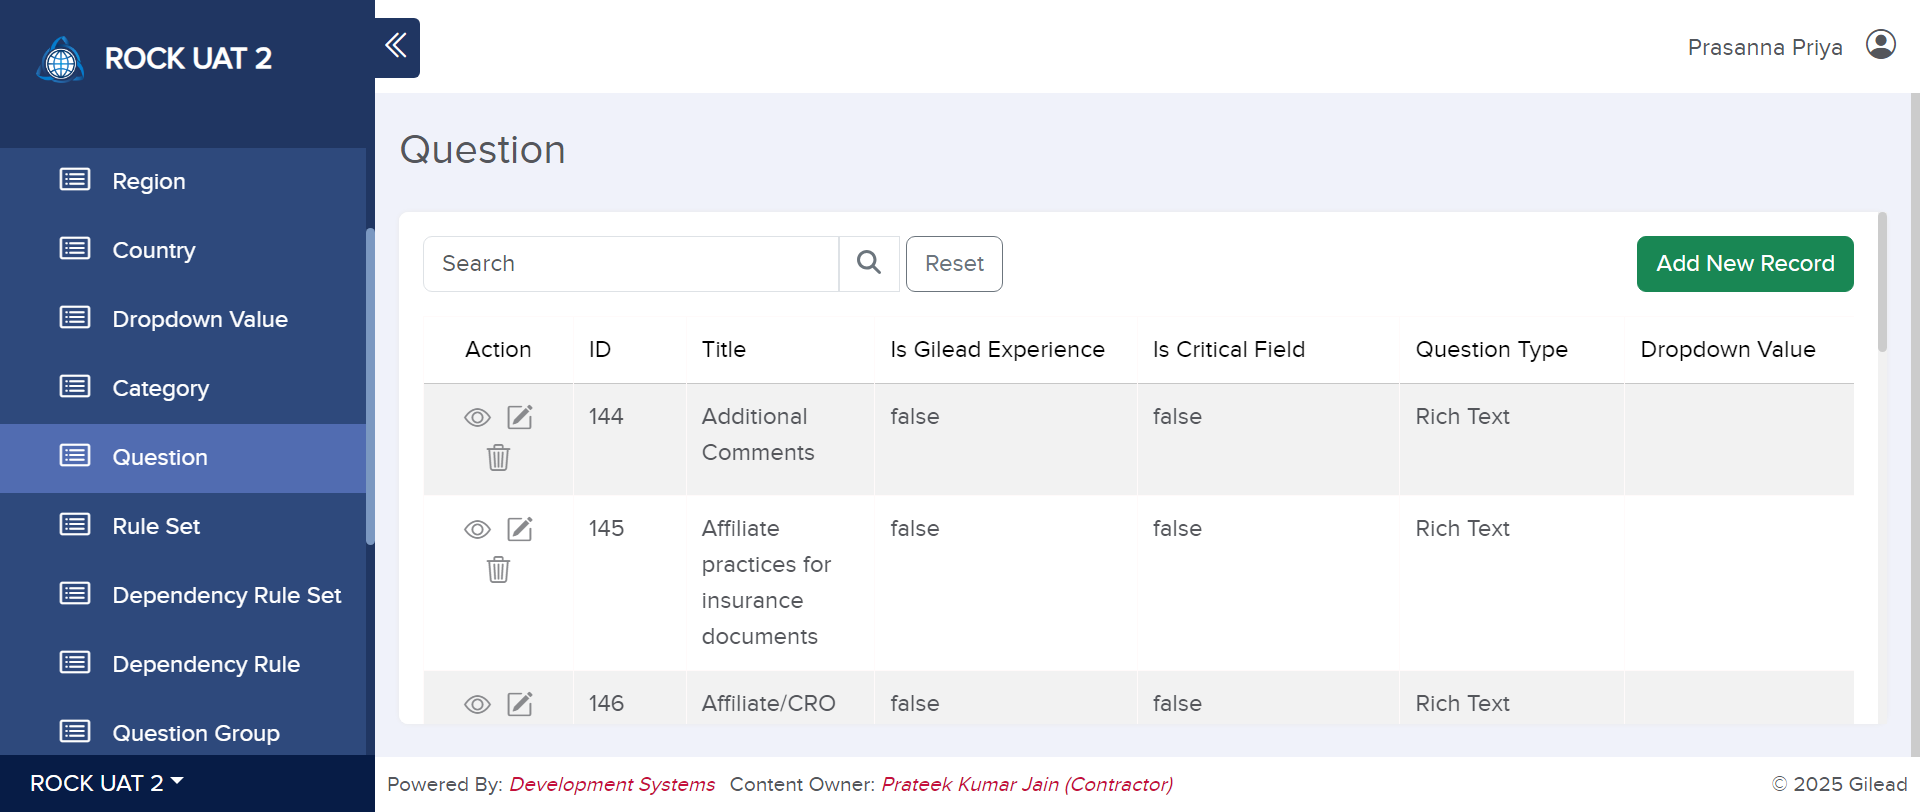 ROCK UAT 2
Prasanna Priya
Region
Country
Dropdown Value
Category
Question
Rule Set
Dependency Rule Set
Dependency Rule
Question Group
ROCK UAT 2
Question
Search
Reset
Add New Record
Action ID Title Is Gilead Experience Is Critical Field Question Type Dropdown Value
144 Additional false false Rich Text
Comments
145 Affiliate false false Rich Text
practices for
insurance
documents
146 Affiliate/CRO false false Rich Text
Powered By: Development Systems Content Owner: Prateek Kumar Jain (Contractor)
© 2025 Gilead